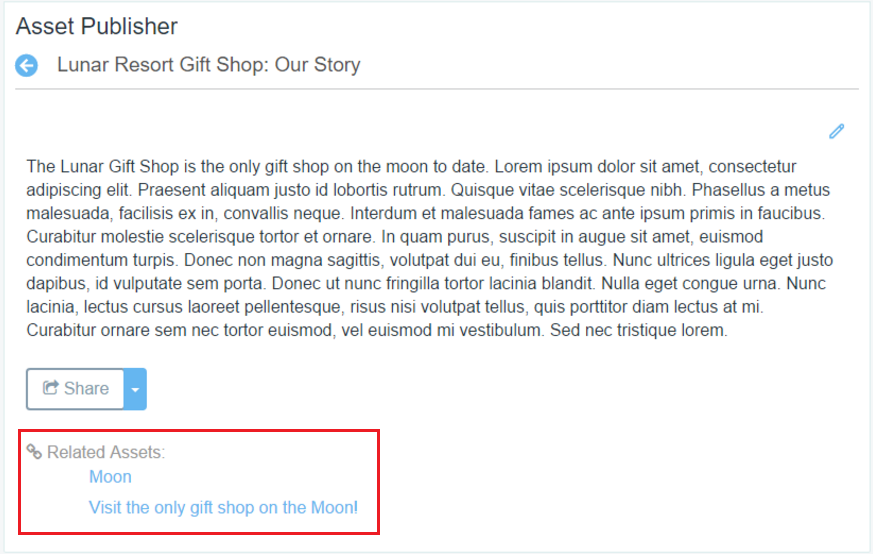 Asset Publisher
Lunar Resort Gift Shop: Our Story
The Lunar Gift Shop is the only gift shop on the moon to date. Lorem ipsum dolor sit amet, consectetur
adipiscing elit. Praesent aliquam justo id lobortis rutrum. Quisque vitae scelerisque nibh. Phasellus a metus
malesuada, facilisis ex in, convallis neque. Interdum et malesuada fames ac ante ipsum primis in faucibus.
Curabitur molestie scelerisque tortor et ornare. In quam purus, suscipit in augue sit amet, euismod
condimentum turpis. Donec non magna sagittis, volutpat dui eu, finibus tellus. Nunc ultrices ligula eget justo
dapibus, id vulputate sem porta. Donec ut nunc fringilla tortor lacinia blandit. Nulla eget congue urna. Nunc
lacinia, lectus cursus laoreet pellentesque, risus nisi volutpat tellus, quis porttitor diam lectus at mi.
Curabitur ornare sem nec tortor euismod, vel euismod mi vestibulum. Sed nec tristique lorem.
Share
Related Assets:
Moon
Visit the only gift shop on the Moon!